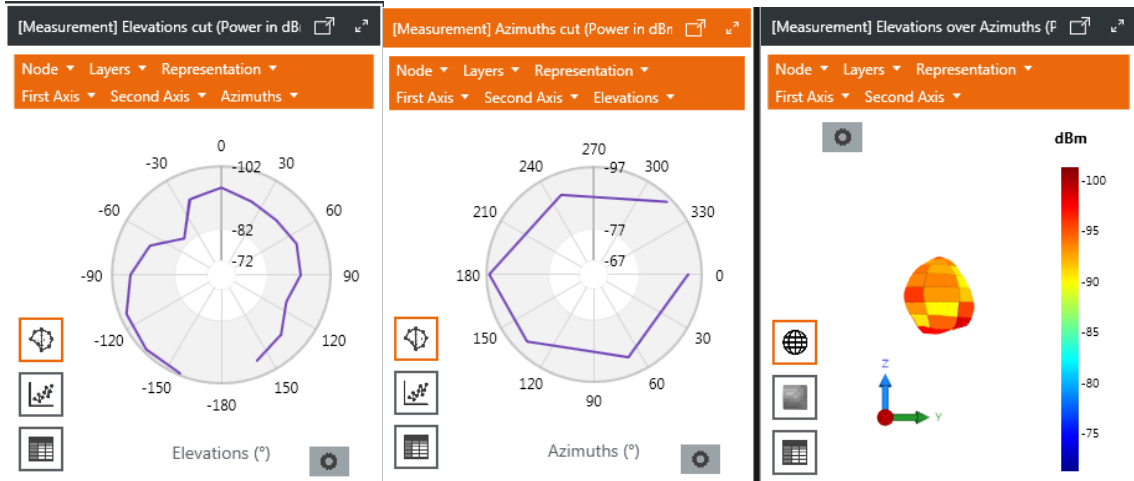 [Measurement] Elevations cut (Power in dB
Node Layers Representation
First Axis Second Axis Azimuths
0
-30
-102
30
-60
60
-82
-72
-90
90
-120
120
-150
150
-180
Elevations (°)
[Measurement] Azimuths cut (Power in dBm
Node Layers Representation
First Axis Second Axis Elevations
270
240
-97
300
210
330
-77
-67
180
0
150
30
120
60
90
Azimuths (°)
[Measurement] Elevations over Azimuths (P
Node Layers Representation
First Axis Second Axis
dBm
-100
-95
-90
-85
-80
-75
Z
Y